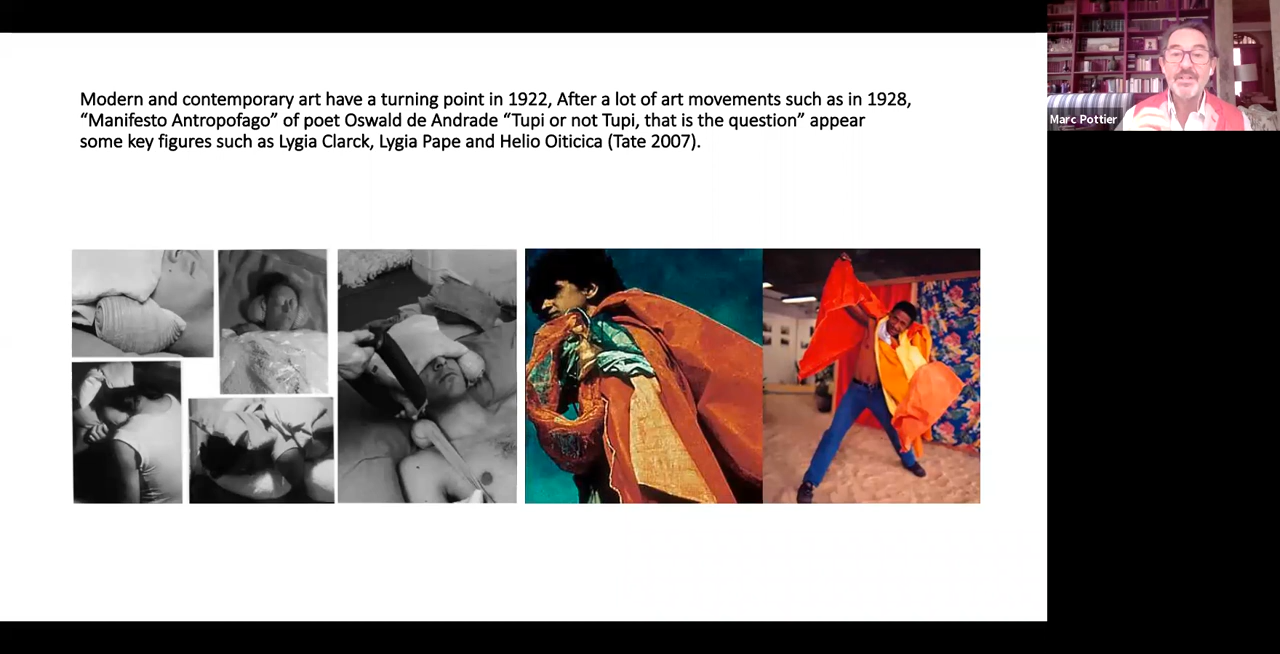 Modern and contemporary art have a turning point in 1922, After a lot of art movements such as in 1928,
“Manifesto Antropofago” of poet Oswald de Andrade “Tupi or not Tupi, that is the question” appear
some key figures such as Lygia Clarck, Lygia Pape and Helio Oiticica (Tate 2007).
Marc Pottier